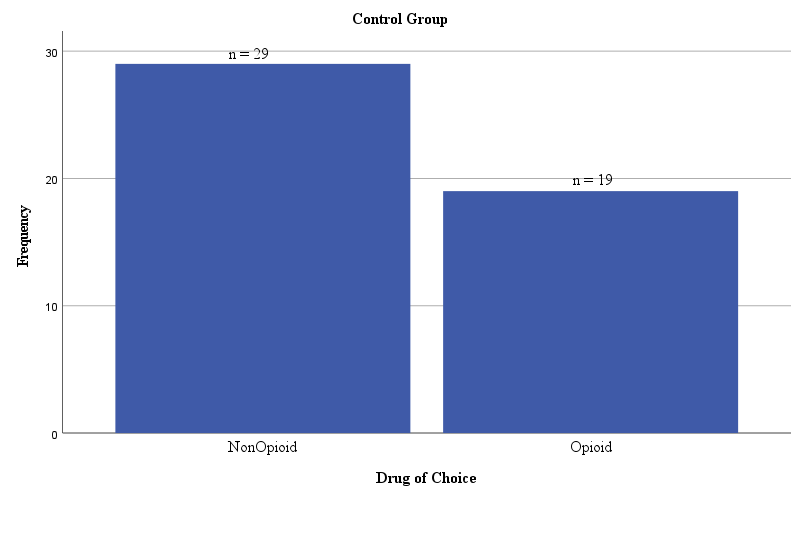 Control Group
30
n = 29
20
n = 19
Frequency
10
0
NonOpioid
Opioid
Drug of Choice